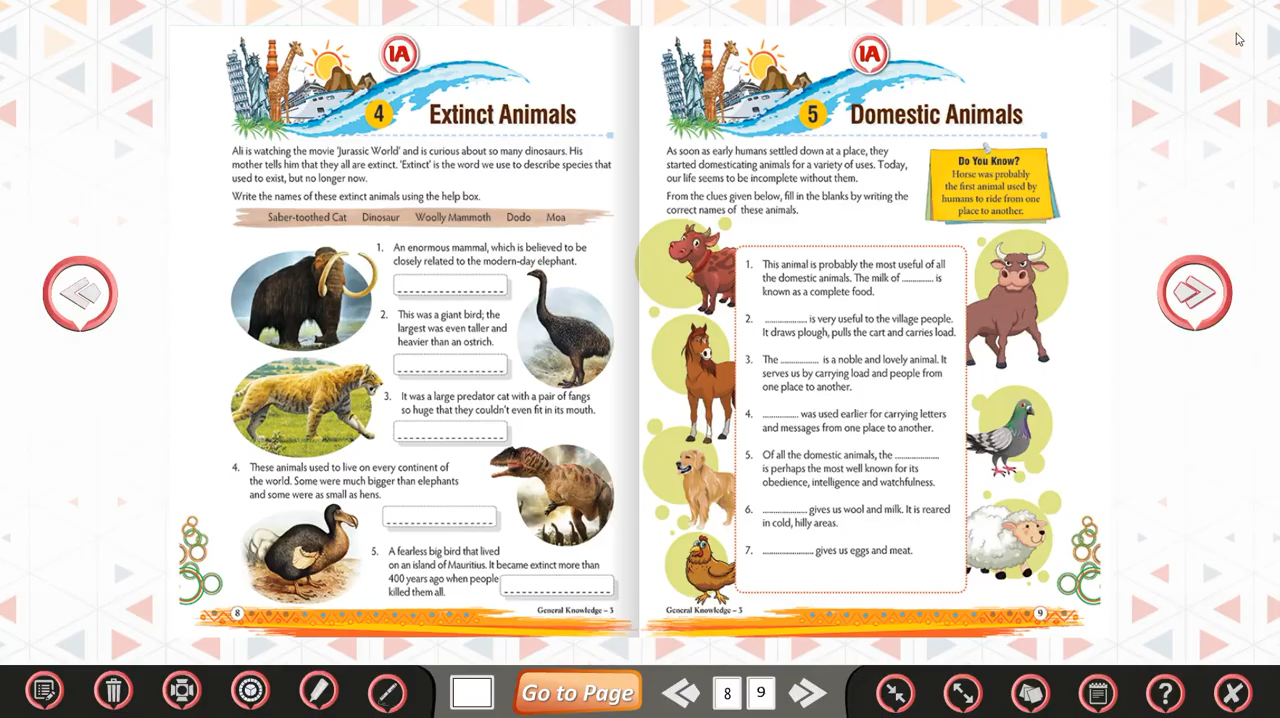 1A
4 Extinct Animals
Ali is watching the movie 'Jurassic World' and is curious about so many dinosaurs. His
mother tells him that they all are extinct. 'Extinct' is the word we use to describe species that
used to exist, but no longer now.
Write the names of these extinct animals using the help box.
Saber-toothed Cat Dinosaur Woolly Mammoth Dodo Moa
1. An enormous mammal, which is believed to be
closely related to the modern-day elephant.
2. This was a giant bird; the
largest was even taller and
heavier than an ostrich.
3. It was a large predator cat with a pair of fangs
so huge that they couldn't even fit in its mouth.
4. These animals used to live on every continent of
the world. Some were much bigger than elephants
and some were as small as hens.
5. A fearless big bird that lived
on an island of Mauritius. It became extinct more than
400 years ago when people
killed them all.
8
General Knowledge – 3
1A
5 Domestic Animals
As soon as early humans settled down at a place, they
started domesticating animals for a variety of uses. Today,
our life seems to be incomplete without them.
From the clues given below, fill in the blanks by writing the
correct names of these animals.
Do You Know?
Horse was probably
the first animal used by
humans to ride from one
place to another.
1. This animal is probably the most useful of all
the domestic animals. The milk of ............... is
known as a complete food.
2. .................... is very useful to the village people.
It draws plough, pulls the cart and carries load.
3. The .................. is a noble and lovely animal. It
serves us by carrying load and people from
one place to another.
4. ................. was used earlier for carrying letters
and messages from one place to another.
5. Of all the domestic animals, the .....................
is perhaps the most well known for its
obedience, intelligence and watchfulness.
6. ..................... gives us wool and milk. It is reared
in cold, hilly areas.
7. ........................ gives us eggs and meat.
General Knowledge – 3
9
Go to Page
8 9
?